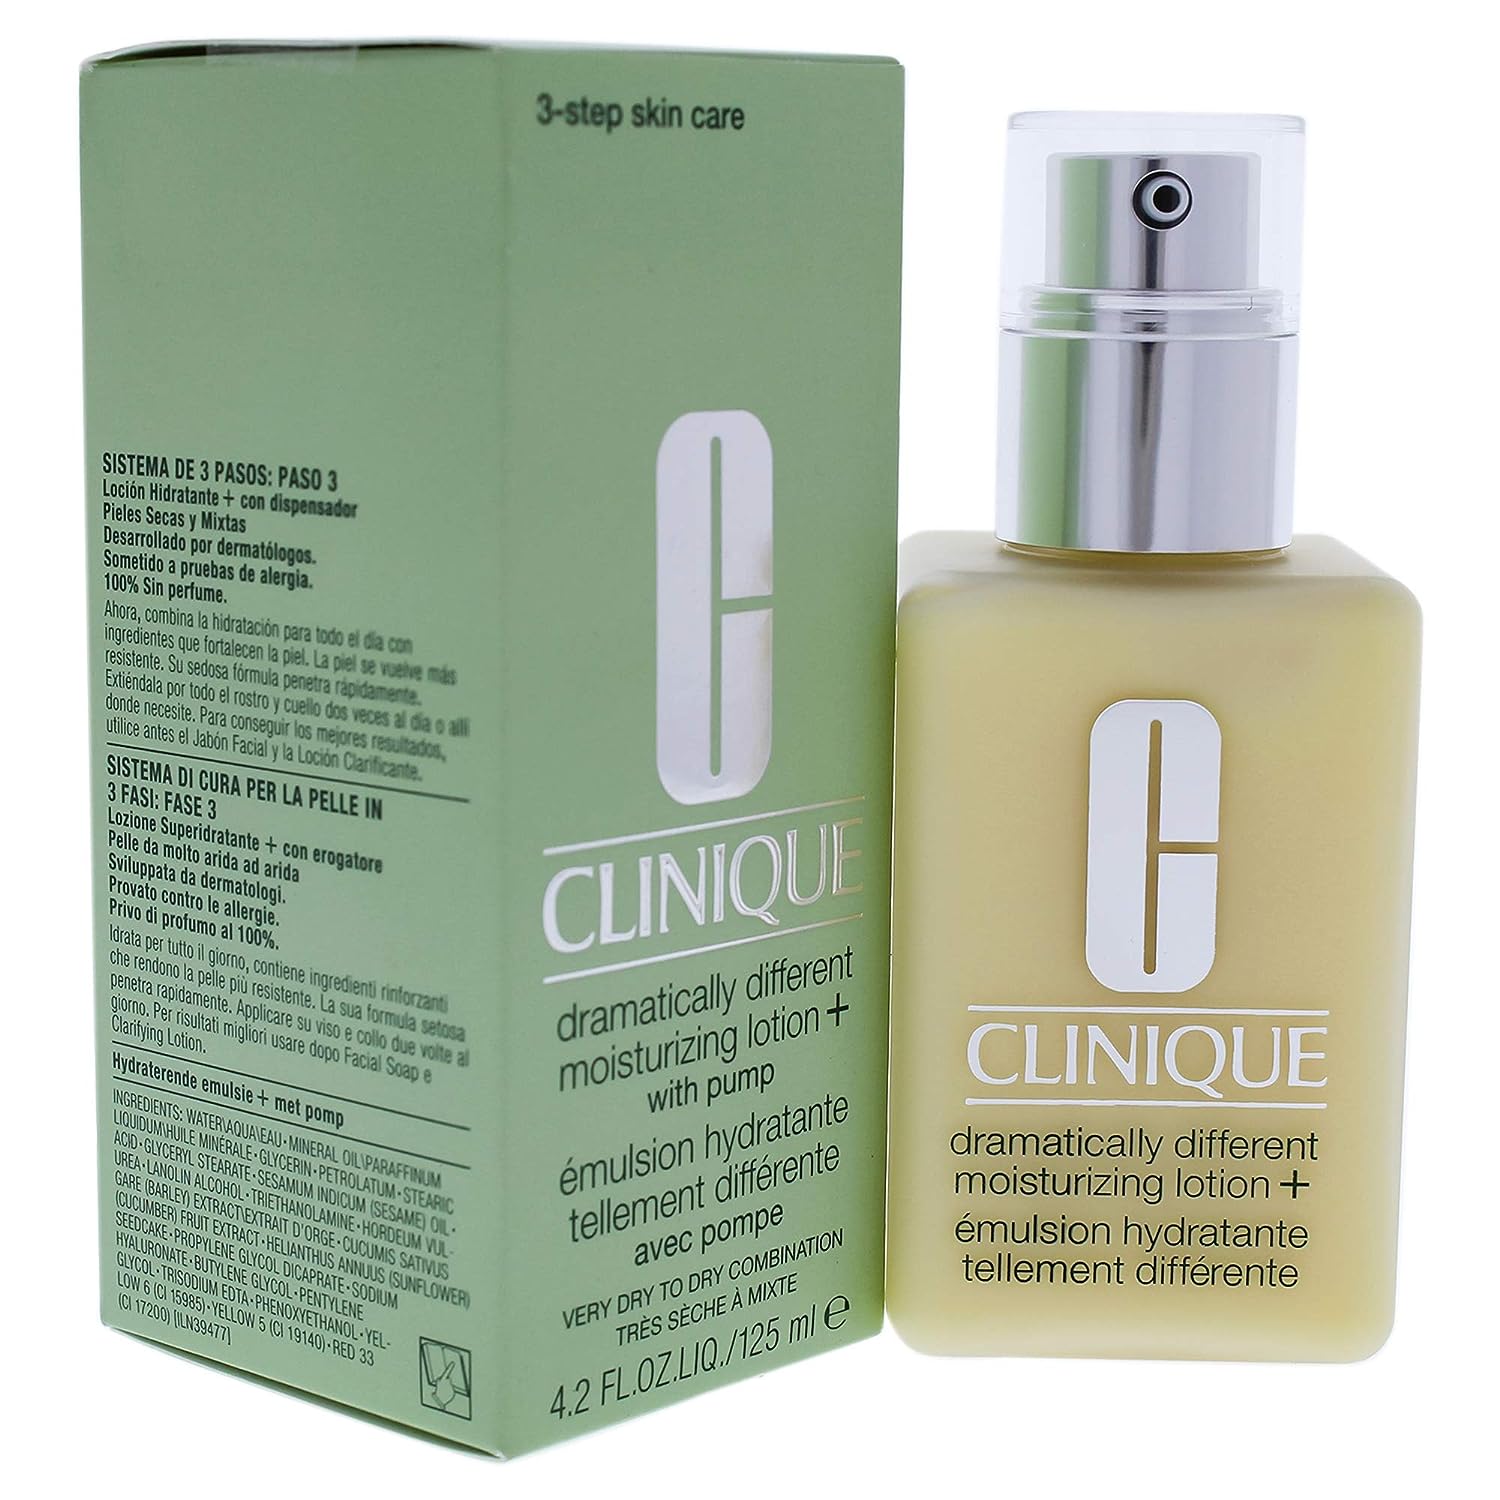 3-step skin care
SISTEMA DE 3 PASOS: PASO 3
Loción Hidratante + con dispensador
Pieles Secas y Mixtas
Desarrollado por dermatólogos.
Sometido a pruebas de alergia.
100% Sin perfume.
Ahora, combina la hidratación para todo el día con
ingredientes que fortalecen la piel. La piel se vuelve más
resistente. Su sedosa fórmula penetra rápidamente.
Extiéndala por todo el rostro y cuello dos veces al día o allí
donde necesite. Para conseguir los mejores resultados,
utilice antes el Jabón Facial y la Loción Clarificante.
SISTEMA DI CURA PER LA PELLE IN
3 FASI: FASE 3
Lozione Superidratante + con erogatore
Pelle da molto arida ad arida
Sviluppata da dermatologi.
Provato contro le allergie.
Privo di profumo al 100%.
Idrata per tutto il giorno, contiene ingredienti rinforzanti
che rendono la pelle più resistente. La sua formula setosa
penetra rapidamente. Applicare su viso e collo due volte al
giorno. Per risultati migliori usare dopo Facial Soap e
Clarifying Lotion.
Hydraterende emulsie + met pomp
INGREDIENTS: WATER\AQUA\EAU • MINERAL OIL\PARAFFINUM
LIQUIDUM\HUILE MINÉRALE • GLYCERIN • PETROLATUM • STEARIC
ACID • GLYCERYL STEARATE • SESAMUM INDICUM (SESAME) OIL •
UREA • LANOLIN ALCOHOL • TRIETHANOLAMINE • HORDEUM VUL-
GARE (BARLEY) EXTRACT\EXTRAIT D'ORGE • CUCUMIS SATIVUS
(CUCUMBER) FRUIT EXTRACT • HELIANTHUS ANNUUS (SUNFLOWER)
SEEDCAKE • PROPYLENE GLYCOL DICAPRATE • SODIUM
HYALURONATE • BUTYLENE GLYCOL • PENTYLENE
GLYCOL • TRISODIUM EDTA • PHENOXYETHANOL • YEL-
LOW 6 (CI 15985) • YELLOW 5 (CI 19140) • RED 33
(CI 17200) [ILN39477]
C
CLINIQUE
dramatically different
moisturizing lotion +
with pump
émulsion hydratante
tellement différente
avec pompe
VERY DRY TO DRY COMBINATION
TRÈS SÈCHE À MIXTE
4.2 FL.OZ.LIQ./125 ml ℮
C
CLINIQUE
dramatically different
moisturizing lotion +
émulsion hydratante
tellement différente